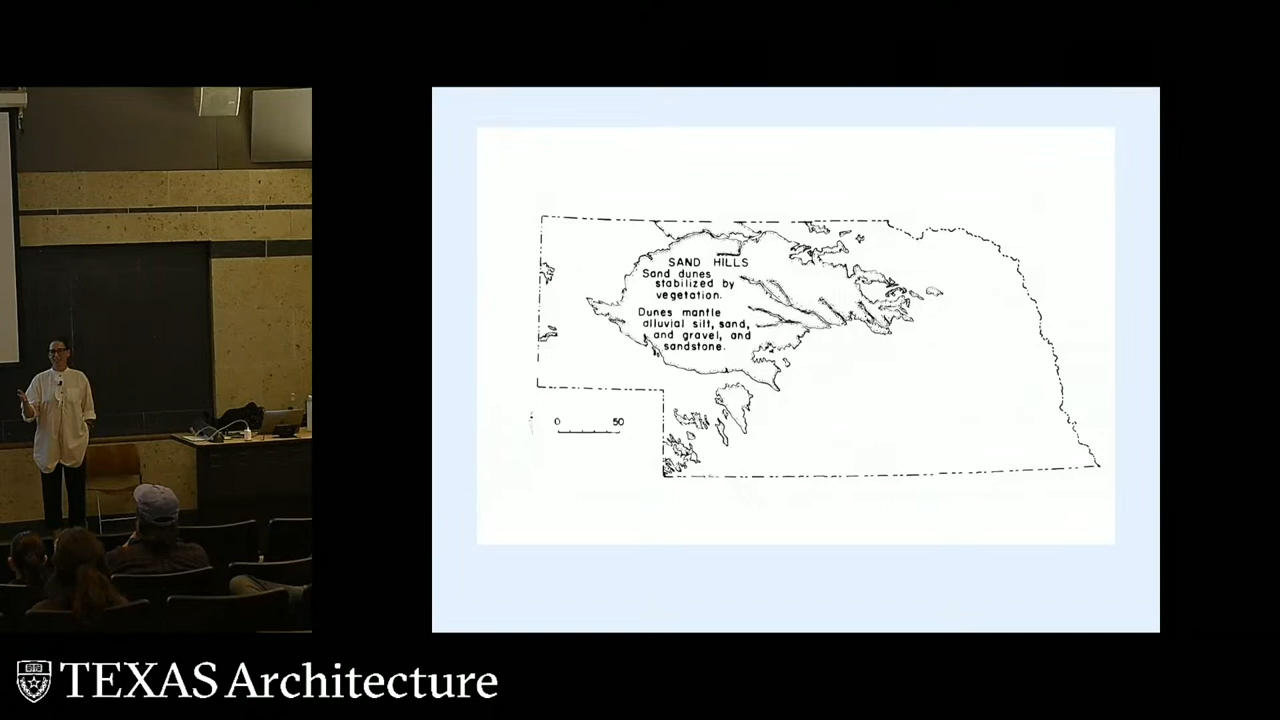 SAND HILLS
Sand dunes
stabilized by
vegetation.
Dunes mantle
alluvial silt, sand,
and gravel, and
sandstone.
0 50
TEXAS Architecture